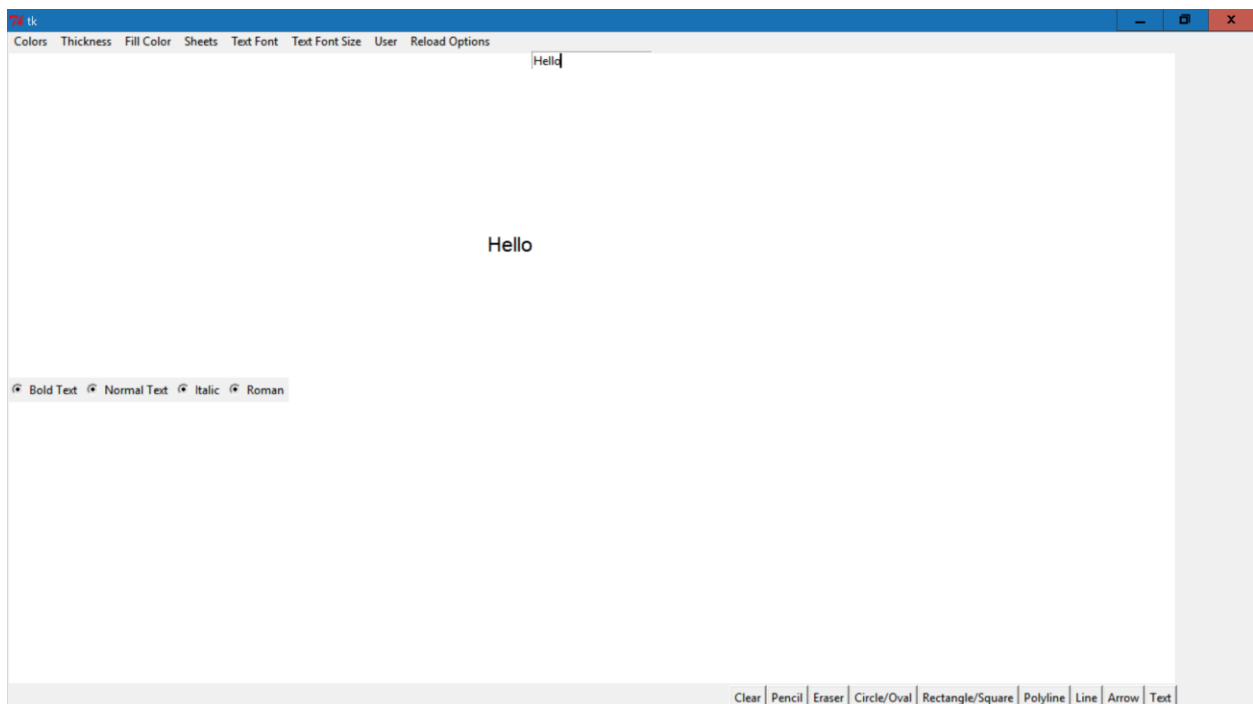 tk
Colors Thickness Fill Color Sheets Text Font Text Font Size User Reload Options
Hello
Hello
Bold Text Normal Text Italic Roman
Clear Pencil Eraser Circle/Oval Rectangle/Square Polyline Line Arrow Text